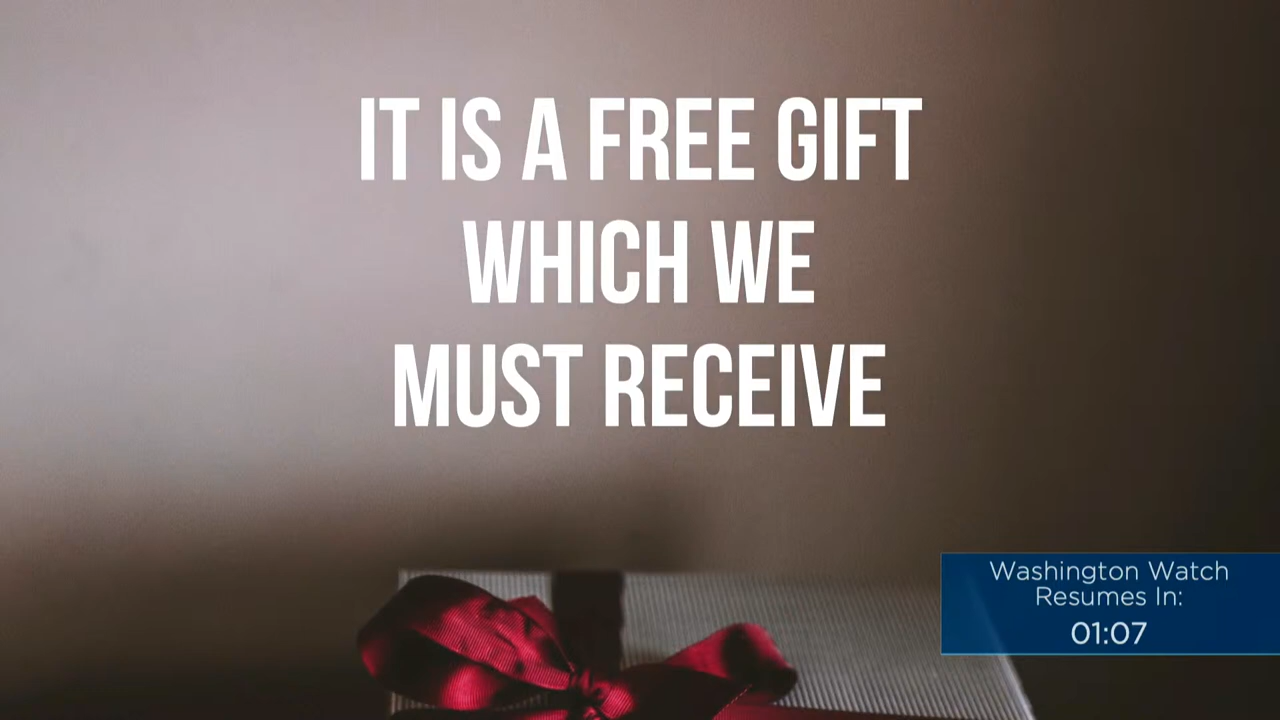 IT IS A FREE GIFT
WHICH WE
MUST RECEIVE
Washington Watch
Resumes In:
01:07